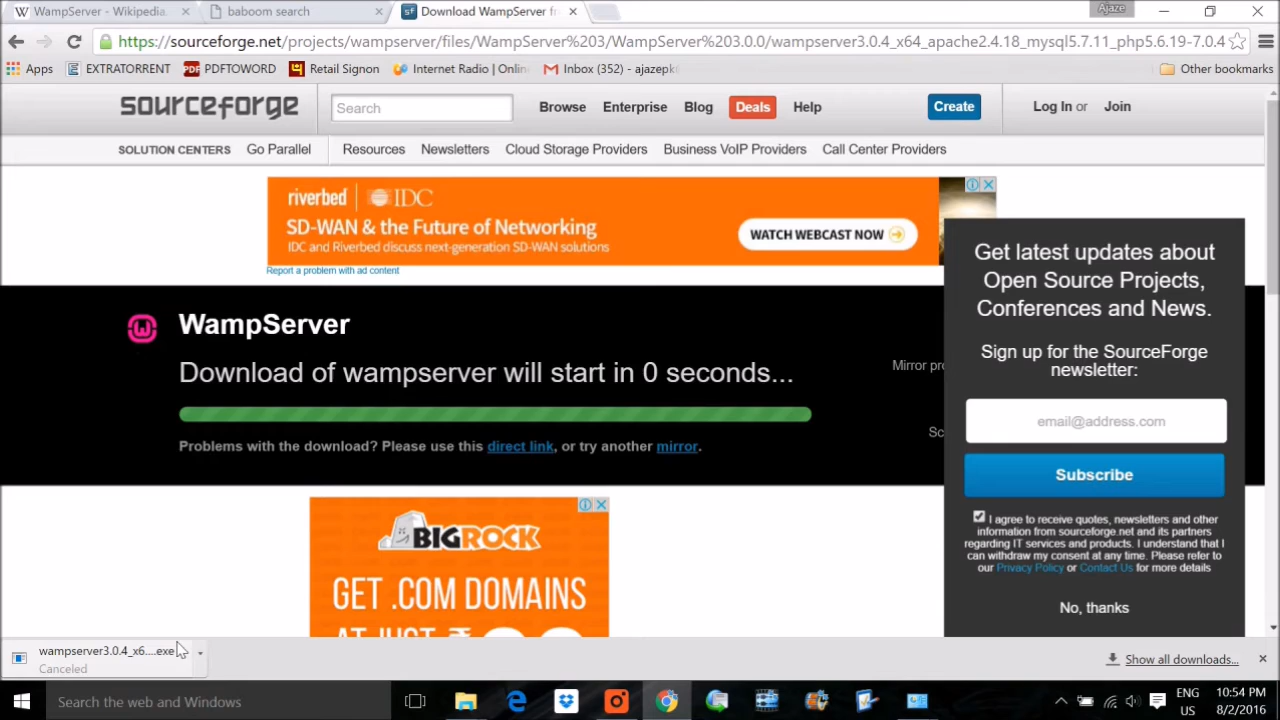 WampServer - Wikipedia,
baboom search
Download WampServer fr
Ajaze
https://sourceforge.net/projects/wampserver/files/WampServer%203/WampServer%203.0.0/wampserver3.0.4_x64_apache2.4.18_mysql5.7.11_php5.6.19-7.0.4
Apps
EXTRATORRENT
PDFTOWORD
Retail Signon
Internet Radio | Onlin
Inbox (352) - ajazepk
Other bookmarks
sourceforge
Search
Browse
Enterprise
Blog
Deals
Help
Create
Log In or Join
SOLUTION CENTERS
Go Parallel
Resources
Newsletters
Cloud Storage Providers
Business VoIP Providers
Call Center Providers
riverbed | IDC
SD-WAN & the Future of Networking
IDC and Riverbed discuss next-generation SD-WAN solutions
WATCH WEBCAST NOW
Report a problem with ad content
WampServer
Download of wampserver will start in 0 seconds...
Problems with the download? Please use this direct link, or try another mirror.
Mirror pro
Sc
Get latest updates about
Open Source Projects,
Conferences and News.
Sign up for the SourceForge
newsletter:
email@address.com
Subscribe
I agree to receive quotes, newsletters and other
information from sourceforge.net and its partners
regarding IT services and products. I understand that I
can withdraw my consent at any time. Please refer to
our Privacy Policy or Contact Us for more details
No, thanks
BIGROCK
GET .COM DOMAINS
AT JUST ₹
wampserver3.0.4_x6....exe
Canceled
Show all downloads...
Search the web and Windows
ENG
US
10:54 PM
8/2/2016